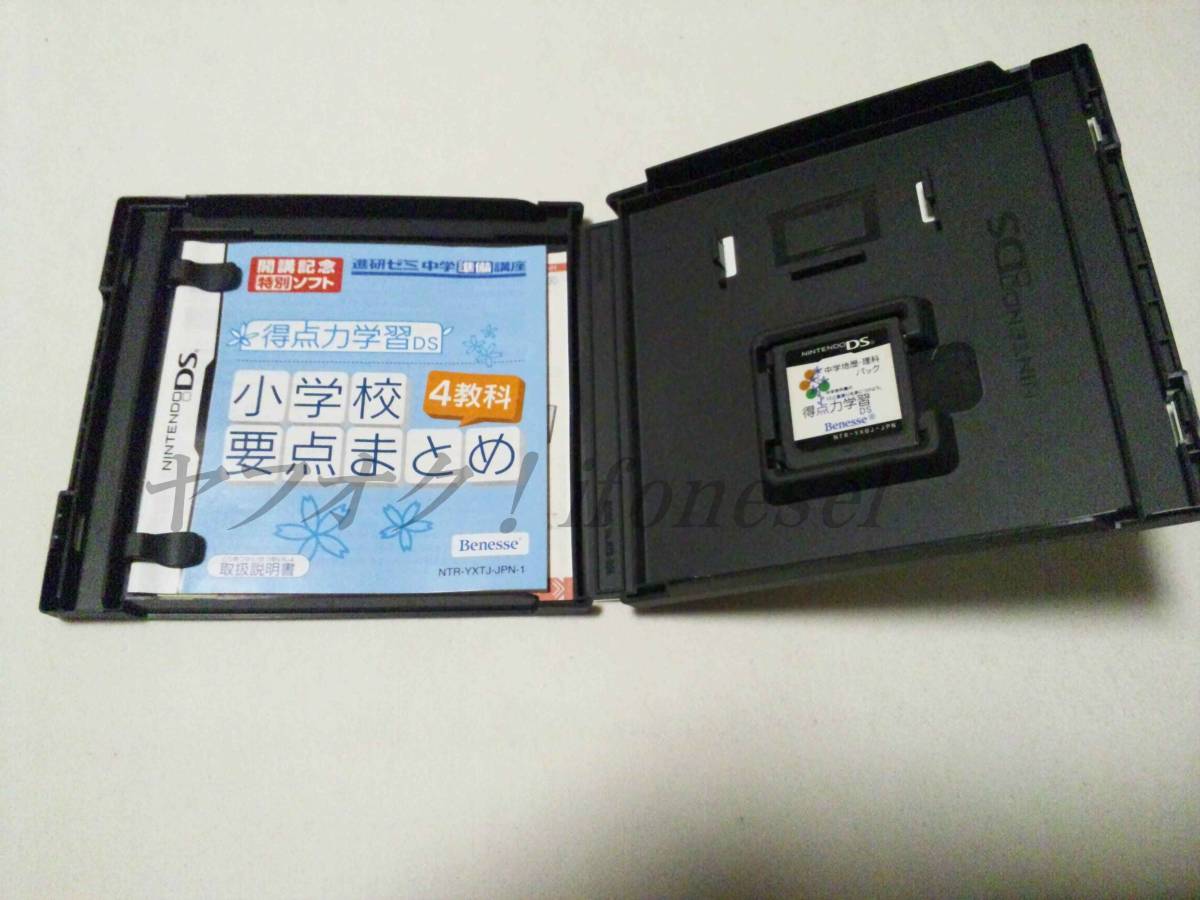 開講記念
特別ソフト
進研ゼミ中学準備講座
得点力学習DS
小学校
4教科
要点まとめ
Benesse
取扱説明書
NTR-YXTJ-JPN-1
NINTENDO DS
NINTENDO DS
NINTENDO DS
中学地歴・理科
パック
得点力学習
DS
Benesse
ヤフオク!ifonesel